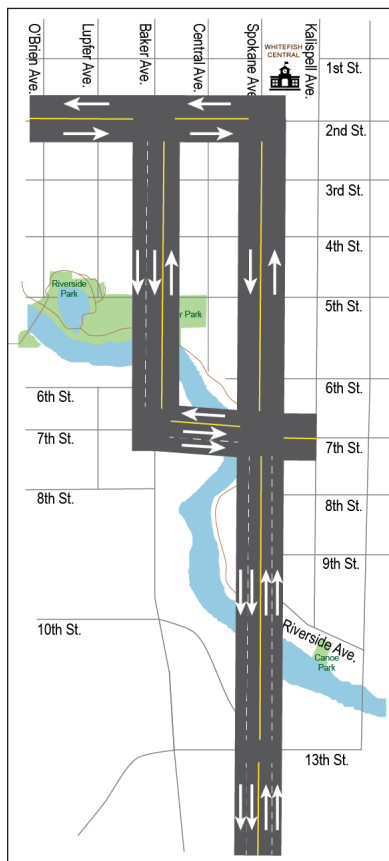 O'Brien Ave.
Lupfer Ave.
Baker Ave.
Central Ave.
Spokane Ave.
Kalispell Ave.
WHITEFISH
CENTRAL
1st St.
2nd St.
3rd St.
4th St.
Riverside
Park
5th St.
r Park
6th St.
6th St.
7th St.
7th St.
8th St.
8th St.
9th St.
10th St.
Riverside Ave.
Canoe
Park
13th St.